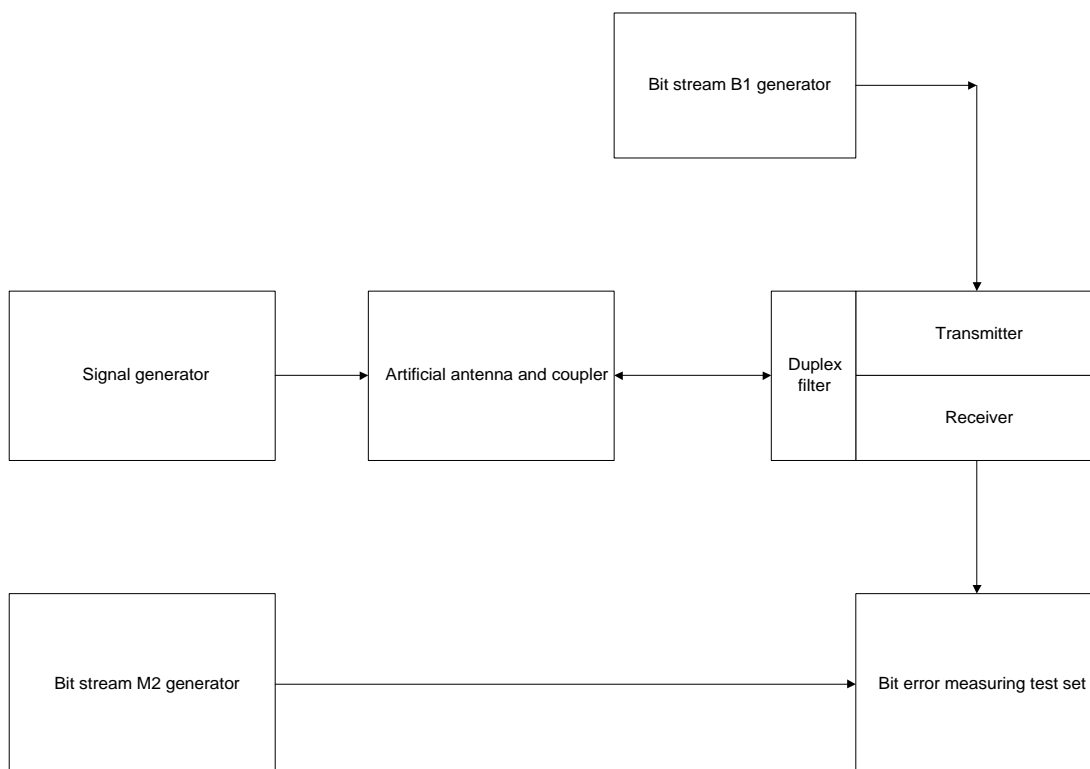 Bit stream B1 generator
Signal generator
Artificial antenna and coupler
Duplex
filter
Transmitter
Receiver
Bit stream M2 generator
Bit error measuring test set